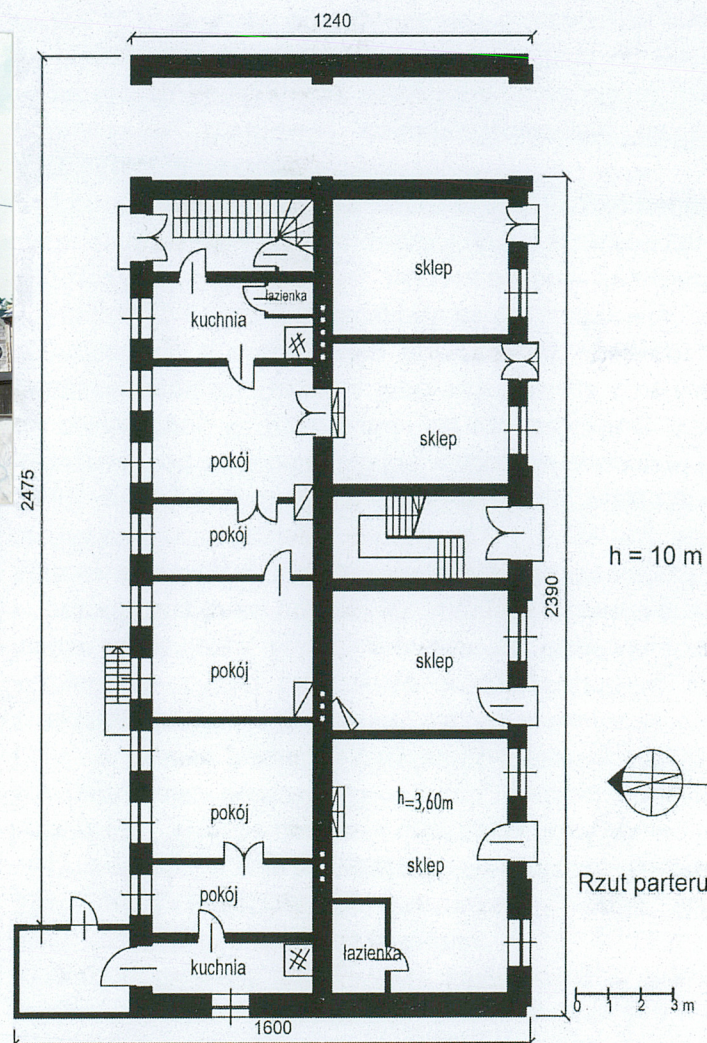 1240
sklep
łazienka
kuchnia
2475
sklep
pokój
pokój
h = 10 m
2390
sklep
pokój
h=3,60m
pokój
sklep
Rzut parteru
pokój
łazienka
kuchnia
0 1 2 3 m
1600